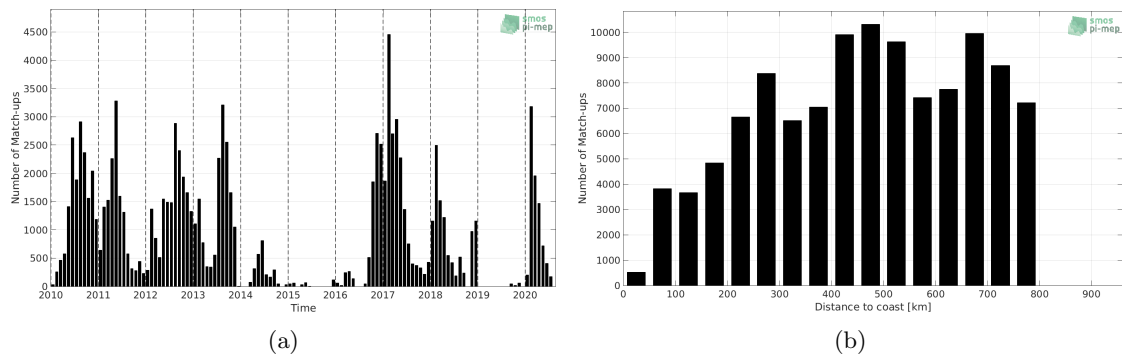 smos
pi-mep
4500
4000
3500
3000
2500
2000
1500
1000
500
0
Number of Match-ups
2010 2011 2012 2013 2014 2015 2016 2017 2018 2019 2020
Time
(a)
smos
pi-mep
10000
9000
8000
7000
6000
5000
4000
3000
2000
1000
0
Number of Match-ups
0 100 200 300 400 500 600 700 800 900
Distance to coast [km]
(b)